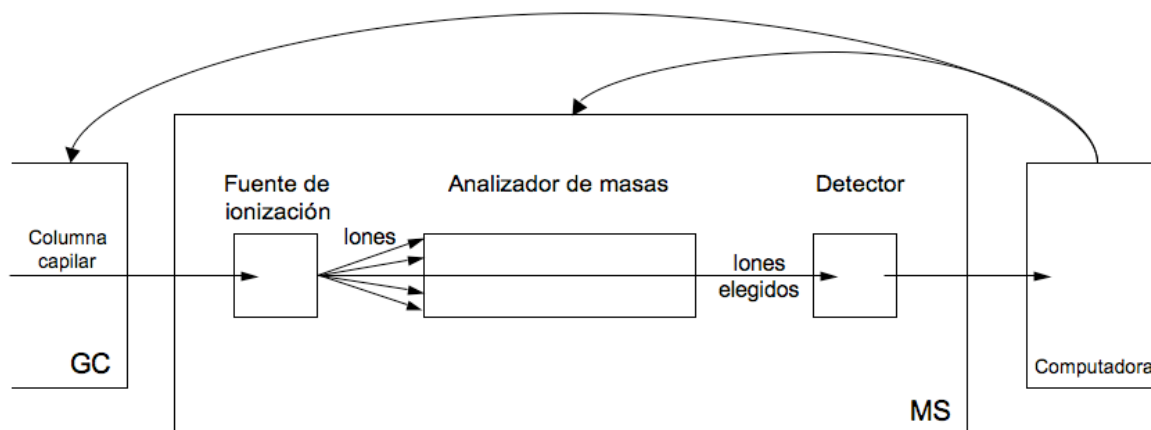 Fuente de
ionización
Analizador de masas
Detector
Columna
capilar
Iones
Iones
elegidos
GC
Computadora
MS